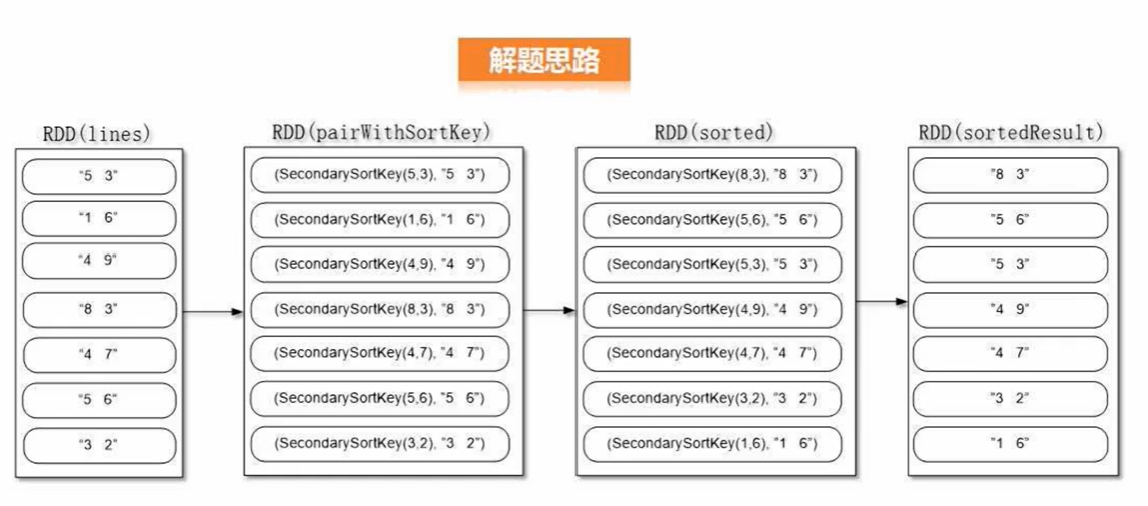 解题思路
RDD(lines)
"5 3"
"1 6"
"4 9"
"8 3"
"4 7"
"5 6"
"3 2"
RDD(pairWithSortKey)
(SecondarySortKey(5,3), "5 3")
(SecondarySortKey(1,6), "1 6")
(SecondarySortKey(4,9), "4 9")
(SecondarySortKey(8,3), "8 3")
(SecondarySortKey(4,7), "4 7")
(SecondarySortKey(5,6), "5 6")
(SecondarySortKey(3,2), "3 2")
RDD(sorted)
(SecondarySortKey(8,3), "8 3")
(SecondarySortKey(5,6), "5 6")
(SecondarySortKey(5,3), "5 3")
(SecondarySortKey(4,9), "4 9")
(SecondarySortKey(4,7), "4 7")
(SecondarySortKey(3,2), "3 2")
(SecondarySortKey(1,6), "1 6")
RDD(sortedResult)
"8 3"
"5 6"
"5 3"
"4 9"
"4 7"
"3 2"
"1 6"